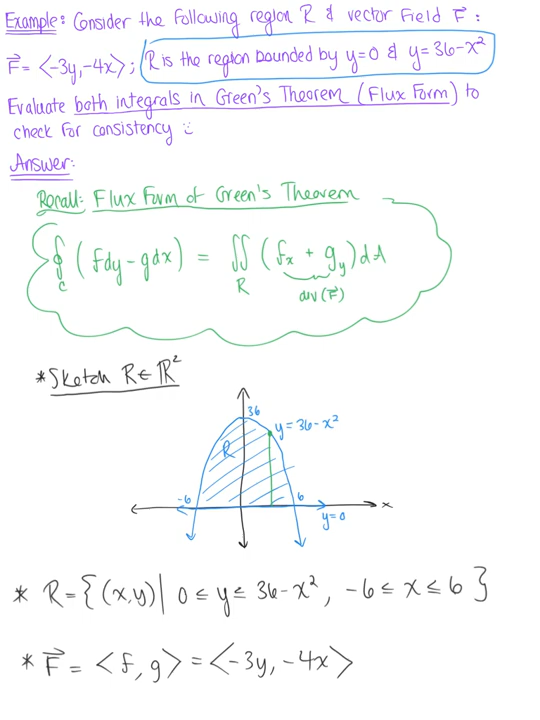 Example: Consider the following region R & vector field F⃗ :
F⃗ = ⟨-3y, -4x⟩ ; R is the region bounded by y=0 & y=36-x²
Evaluate both integrals in Green's Theorem (Flux Form) to
check for consistency :)
Answer:
Recall: Flux Form of Green's Theorem
∮_C (fdy - gdx) = ∬_R (f_x + g_y) dA
div(F⃗)
*Sketch R ∈ ℝ²
36
y = 36-x²
R
-6
6
x
y=0
* R = {(x,y) | 0 ≤ y ≤ 36-x², -6 ≤ x ≤ 6 }
* F⃗ = ⟨f, g⟩ = ⟨-3y, -4x⟩